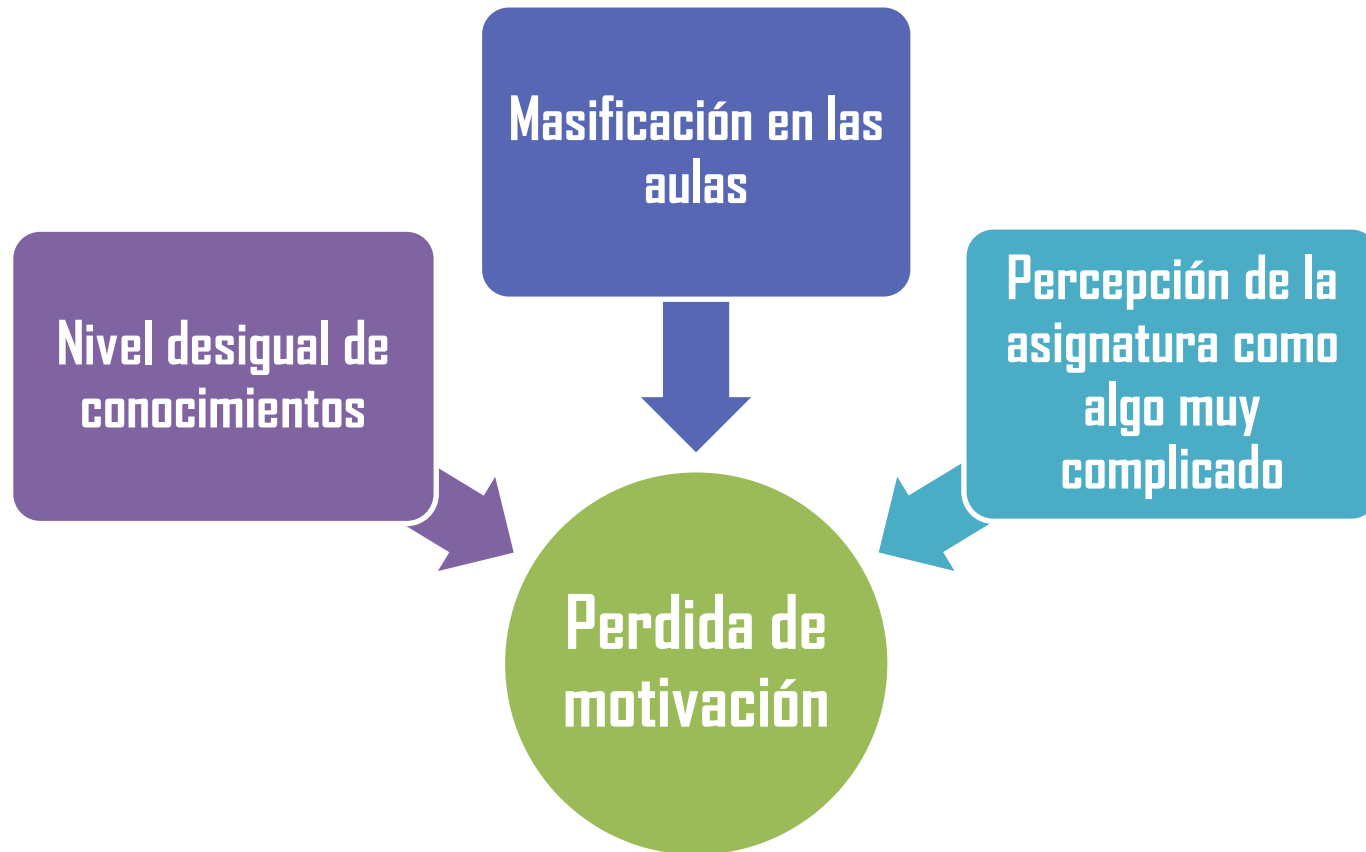 Masificación en las
aulas
Nivel desigual de
conocimientos
Percepción de la
asignatura como
algo muy
complicado
Perdida de
motivación